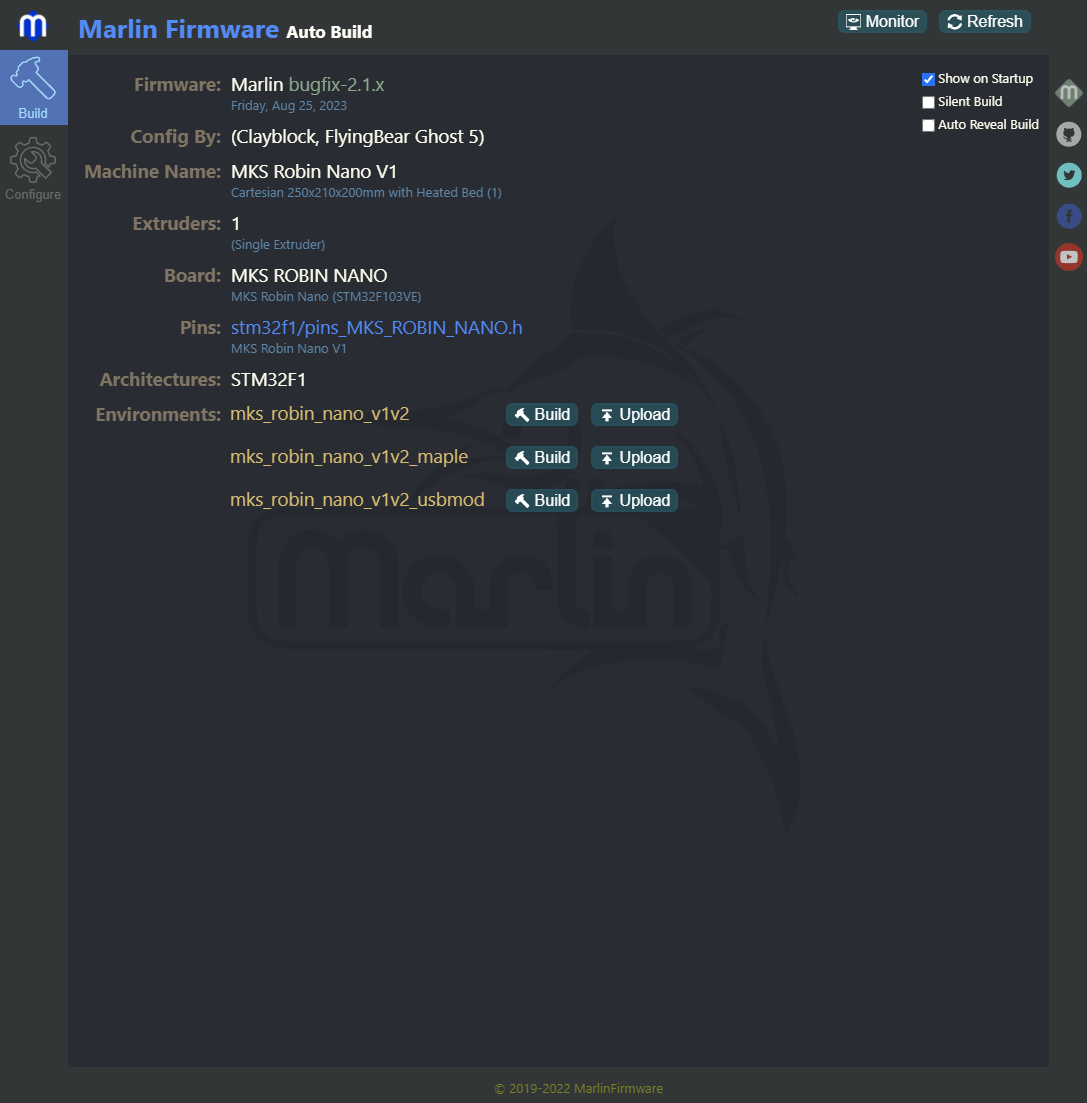 Marlin Firmware Auto Build
Monitor
Refresh
Build
Configure
Firmware: Marlin bugfix-2.1.x
Friday, Aug 25, 2023
Config By: (Clayblock, FlyingBear Ghost 5)
Machine Name: MKS Robin Nano V1
Cartesian 250x210x200mm with Heated Bed (1)
Extruders: 1
(Single Extruder)
Board: MKS ROBIN NANO
MKS Robin Nano (STM32F103VE)
Pins: stm32f1/pins_MKS_ROBIN_NANO.h
MKS Robin Nano V1
Architectures: STM32F1
Environments: mks_robin_nano_v1v2 Build Upload
mks_robin_nano_v1v2_maple Build Upload
mks_robin_nano_v1v2_usbmod Build Upload
Show on Startup
Silent Build
Auto Reveal Build
Marlin
© 2019-2022 MarlinFirmware